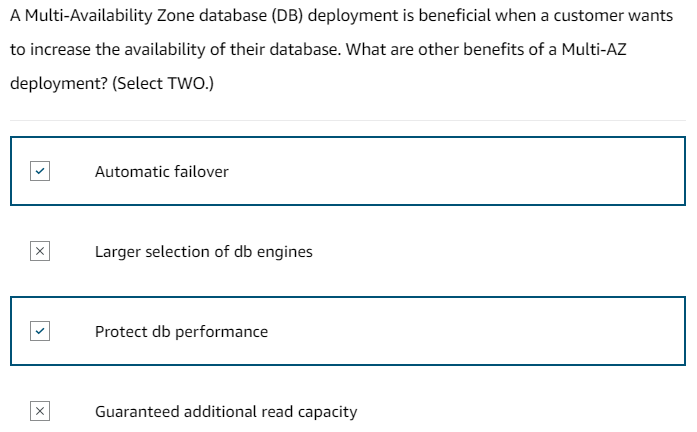 A Multi-Availability Zone database (DB) deployment is beneficial when a customer wants
to increase the availability of their database. What are other benefits of a Multi-AZ
deployment? (Select TWO.)
Automatic failover
Larger selection of db engines
Protect db performance
Guaranteed additional read capacity